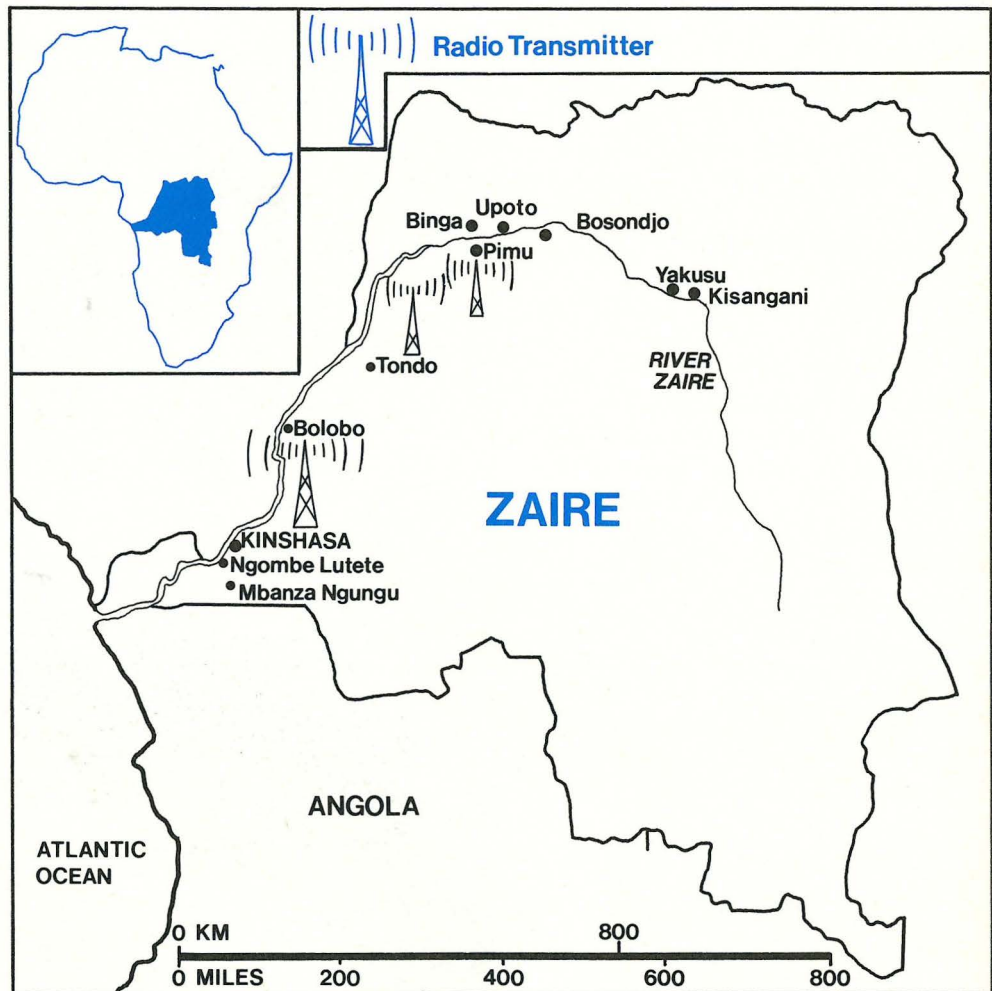 Radio Transmitter
Binga
Upoto
Bosondjo
Pimu
Yakusu
Kisangani
Tondo
RIVER
ZAIRE
Bolobo
ZAIRE
KINSHASA
Ngombe Lutete
Mbanza Ngungu
ANGOLA
ATLANTIC
OCEAN
0 KM 800
0 MILES 200 400 600 800